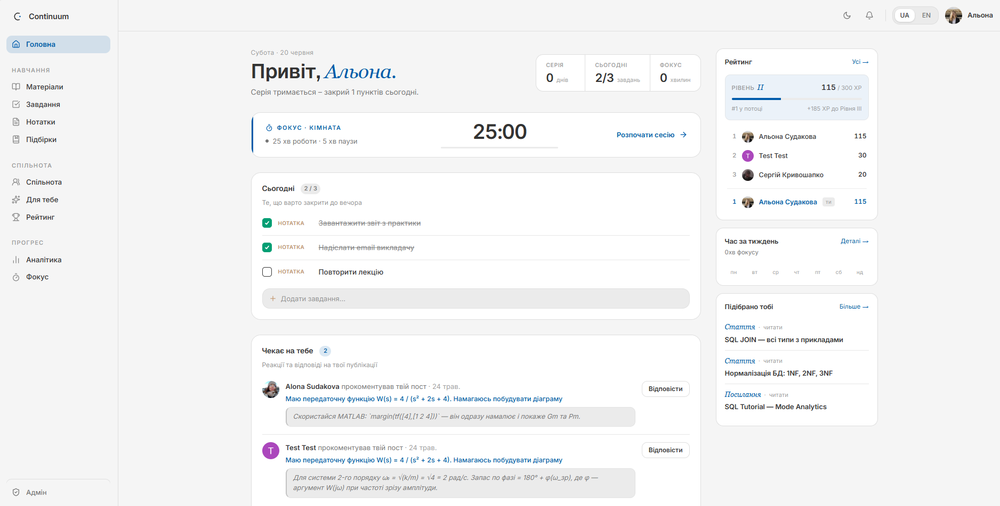 Continuum
UA
EN
Альона
Головна
НАВЧАННЯ
Матеріали
Завдання
Нотатки
Підбірки
СПІЛЬНОТА
Спільнота
Для тебе
Рейтинг
ПРОГРЕС
Аналітика
Фокус
Адмін
Субота · 20 червня
Привіт, Альона.
Серія тримається – закрий 1 пунктів сьогодні.
СЕРІЯ
0 днів
СЬОГОДНІ
2/3 завдань
ФОКУС
0 хвилин
ФОКУС · КІМНАТА
25 хв роботи · 5 хв паузи
25:00
Розпочати сесію →
Сьогодні 2 / 3
Те, що варто закрити до вечора
НОТАТКА Завантажити звіт з практики
НОТАТКА Надіслати email викладачу
НОТАТКА Повторити лекцію
+ Додати завдання...
Чекає на тебе 2
Реакції та відповіді на твої публікації
Alona Sudakova прокоментував твій пост · 24 трав.
Маю передаточну функцію W(s) = 4 / (s² + 2s + 4). Намагаюсь побудувати діаграму
Скористайся MATLAB: `margin(tf([4],[1 2 4]))` — він одразу намалює і покаже Gm та Pm.
Відповісти
T
Test Test прокоментував твій пост · 24 трав.
Маю передаточну функцію W(s) = 4 / (s² + 2s + 4). Намагаюсь побудувати діаграму
Для системи 2-го порядку ω₀ = √(k/m) = √4 = 2 рад/с. Запас по фазі = 180° + φ(ω_зр), де φ —
аргумент W(jω) при частоті зрізу амплітуди.
Відповісти
Рейтинг
Усі →
РІВЕНЬ II
115 / 300 XP
#1 у потоці
+185 XP до Рівня III
1 Альона Судакова 115
2 T Test Test 30
3 Сергій Кривошапко 20
1 Альона Судакова ти 115
Час за тиждень
Деталі →
0хв фокусу
пн вт ср чт пт сб нд
Підібрано тобі
Більше →
Стаття · читати
SQL JOIN — всі типи з прикладами
Стаття · читати
Нормалізація БД: 1NF, 2NF, 3NF
Посилання · читати
SQL Tutorial — Mode Analytics